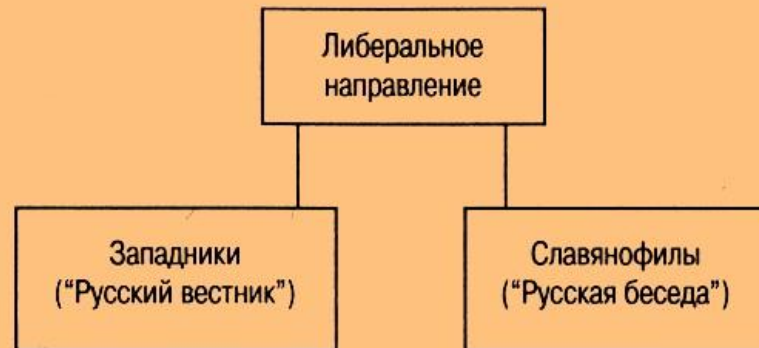 Либеральное
направление
Западники
(“Русский вестник”)
Славянофилы
(“Русская беседа”)